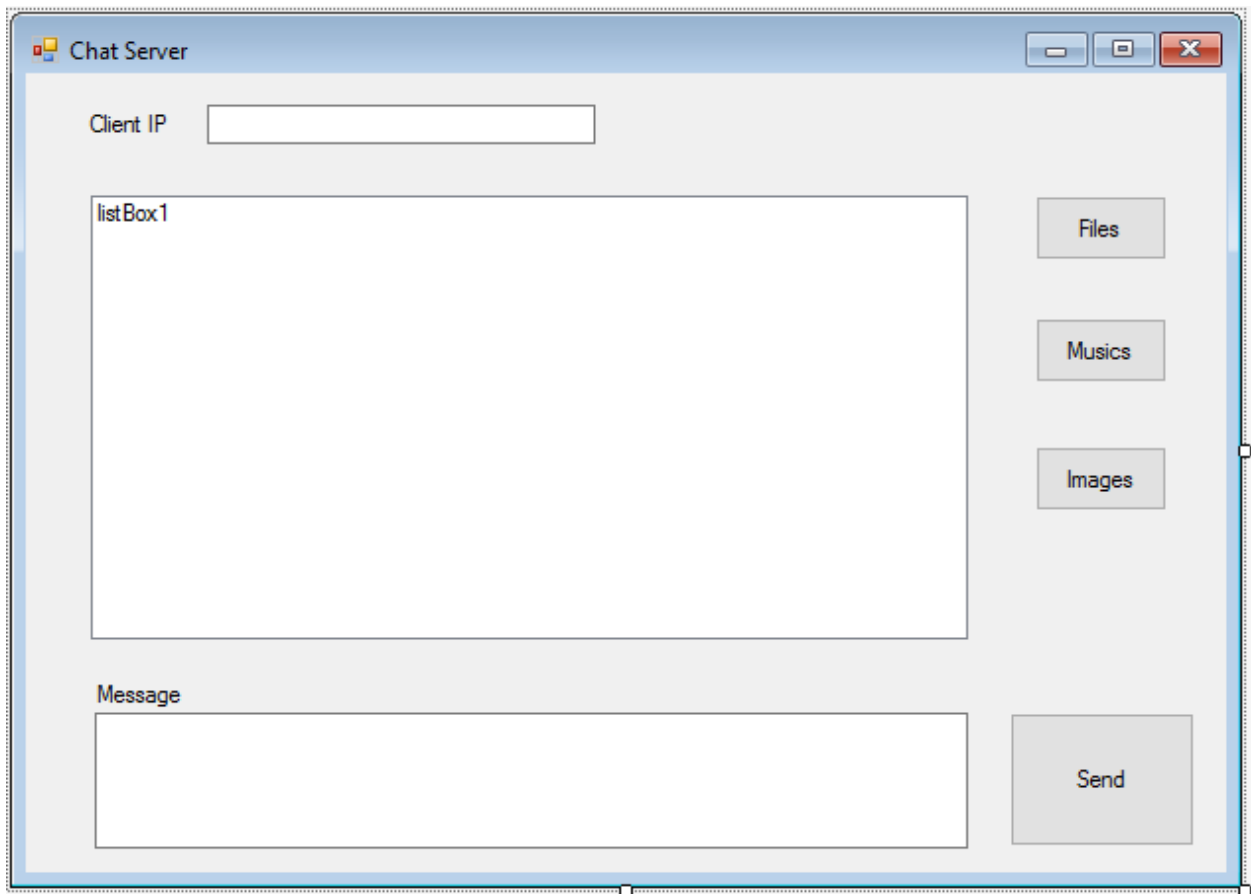 Chat Server
Client IP
listBox1
Files
Musics
Images
Message
Send